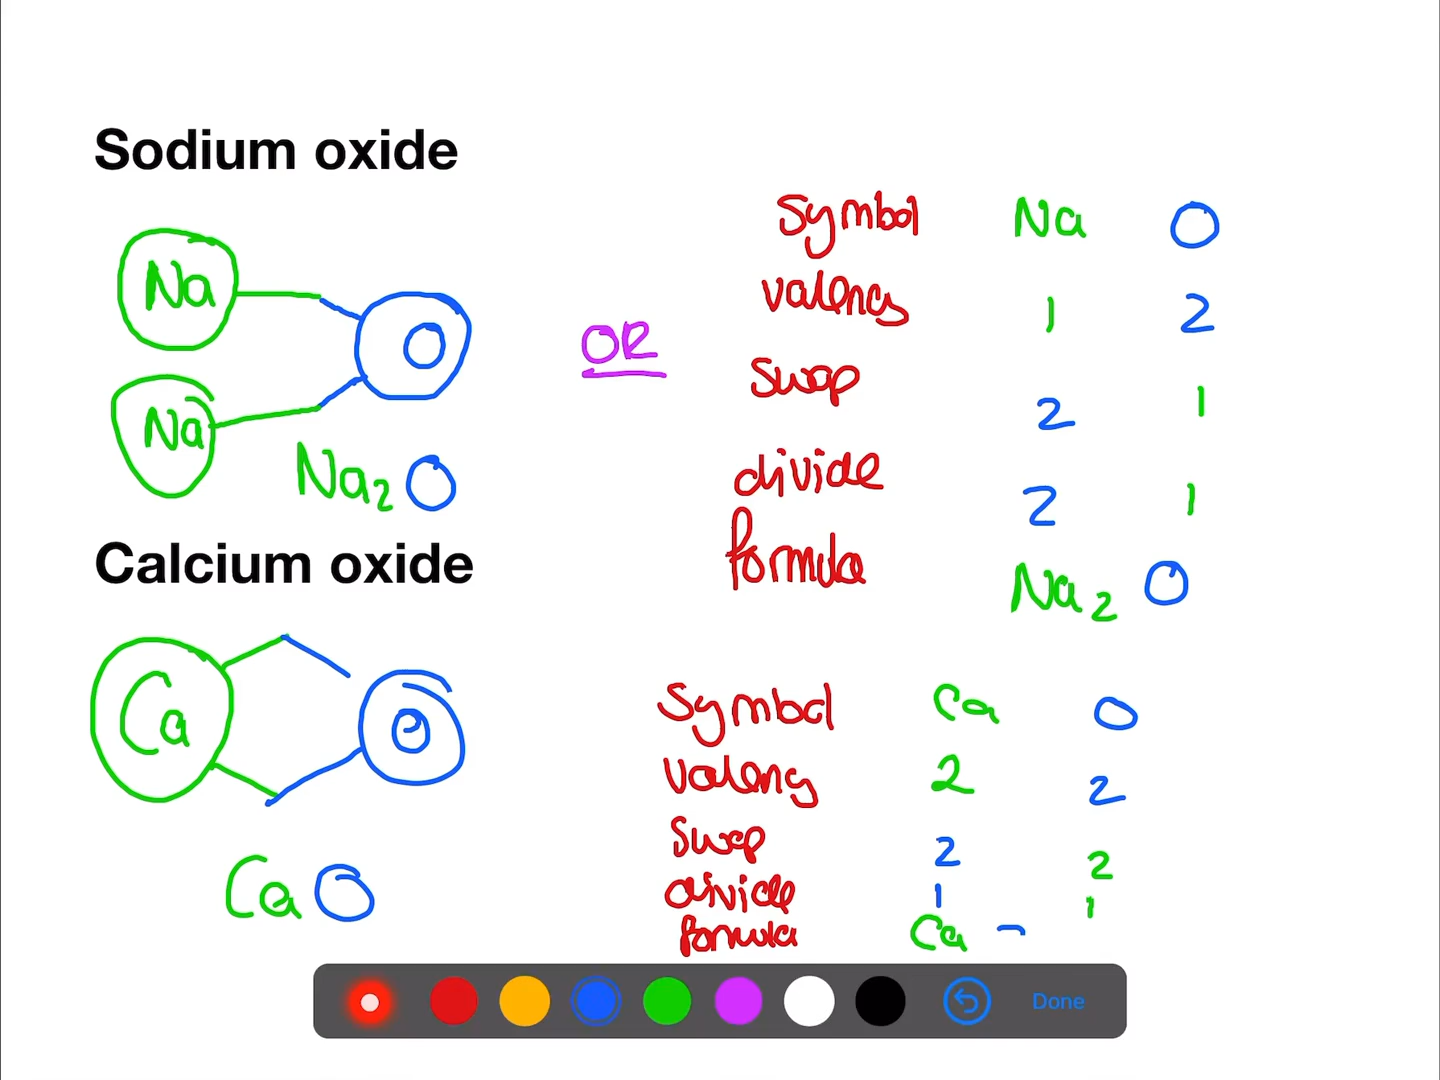 Sodium oxide
Na
O
Na
Na2O
OR
Symbol Na O
valency 1 2
Swap 2 1
divide 2 1
formula Na2 O
Calcium oxide
Ca
O
CaO
Symbol Ca O
Valency 2 2
Swap 2 2
divide 1 1
formula Ca
Done